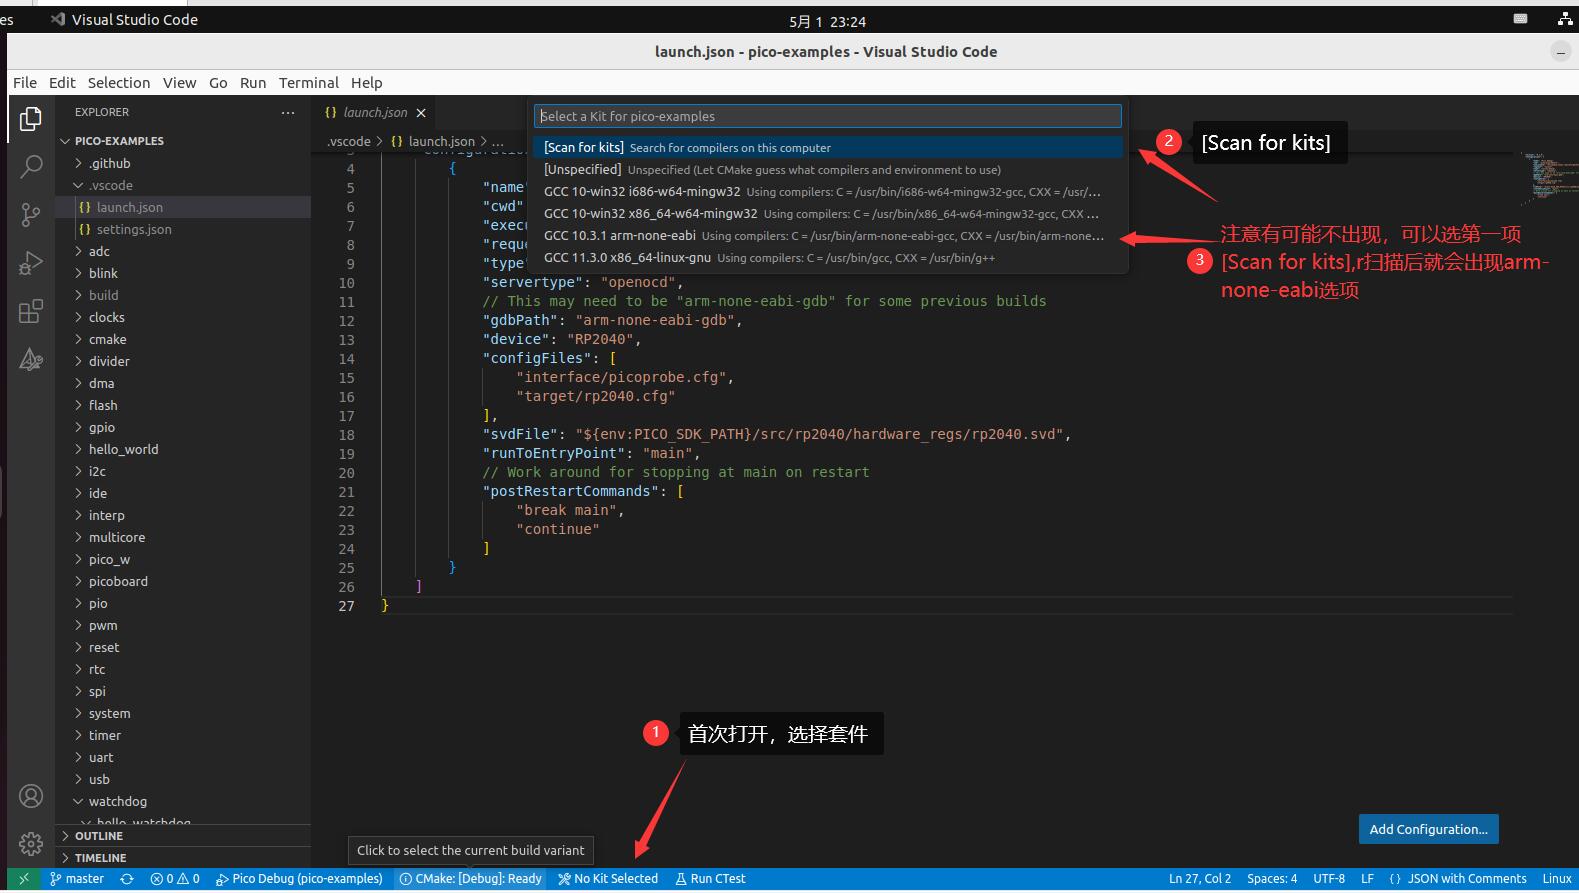 es
Visual Studio Code
5月 1 23:24
launch.json - pico-examples - Visual Studio Code
File Edit Selection View Go Run Terminal Help
EXPLORER
PICO-EXAMPLES
.github
.vscode
launch.json
settings.json
adc
blink
build
clocks
cmake
divider
dma
flash
gpio
hello_world
i2c
ide
interp
multicore
pico_w
picoboard
pio
pwm
reset
rtc
spi
system
timer
uart
usb
watchdog
hello_watchdog
OUTLINE
TIMELINE
{} launch.json
.vscode > {} launch.json > ...
Select a Kit for pico-examples
[Scan for kits] Search for compilers on this computer
[Unspecified] Unspecified (Let CMake guess what compilers and environment to use)
GCC 10-win32 i686-w64-mingw32 Using compilers: C = /usr/bin/i686-w64-mingw32-gcc, CXX = /usr/...
GCC 10-win32 x86_64-w64-mingw32 Using compilers: C = /usr/bin/x86_64-w64-mingw32-gcc, CXX ...
GCC 10.3.1 arm-none-eabi Using compilers: C = /usr/bin/arm-none-eabi-gcc, CXX = /usr/bin/arm-none...
GCC 11.3.0 x86_64-linux-gnu Using compilers: C = /usr/bin/gcc, CXX = /usr/bin/g++
4 {
5 "name"
6 "cwd"
7 "exec
8 "requ
9 "type
10 "servertype": "openocd",
11 // This may need to be "arm-none-eabi-gdb" for some previous builds
12 "gdbPath": "arm-none-eabi-gdb",
13 "device": "RP2040",
14 "configFiles": [
15 "interface/picoprobe.cfg",
16 "target/rp2040.cfg"
17 ],
18 "svdFile": "${env:PICO_SDK_PATH}/src/rp2040/hardware_regs/rp2040.svd",
19 "runToEntryPoint": "main",
20 // Work around for stopping at main on restart
21 "postRestartCommands": [
22 "break main",
23 "continue"
24 ]
25 }
26 ]
27 }
2 [Scan for kits]
注意有可能不出现，可以选第一项
3 [Scan for kits],r扫描后就会出现arm-
none-eabi选项
1 首次打开，选择套件
Add Configuration...
Click to select the current build variant
master 0 0 Pico Debug (pico-examples) CMake: [Debug]: Ready No Kit Selected Run CTest Ln 27, Col 2 Spaces: 4 UTF-8 LF {} JSON with Comments Linux